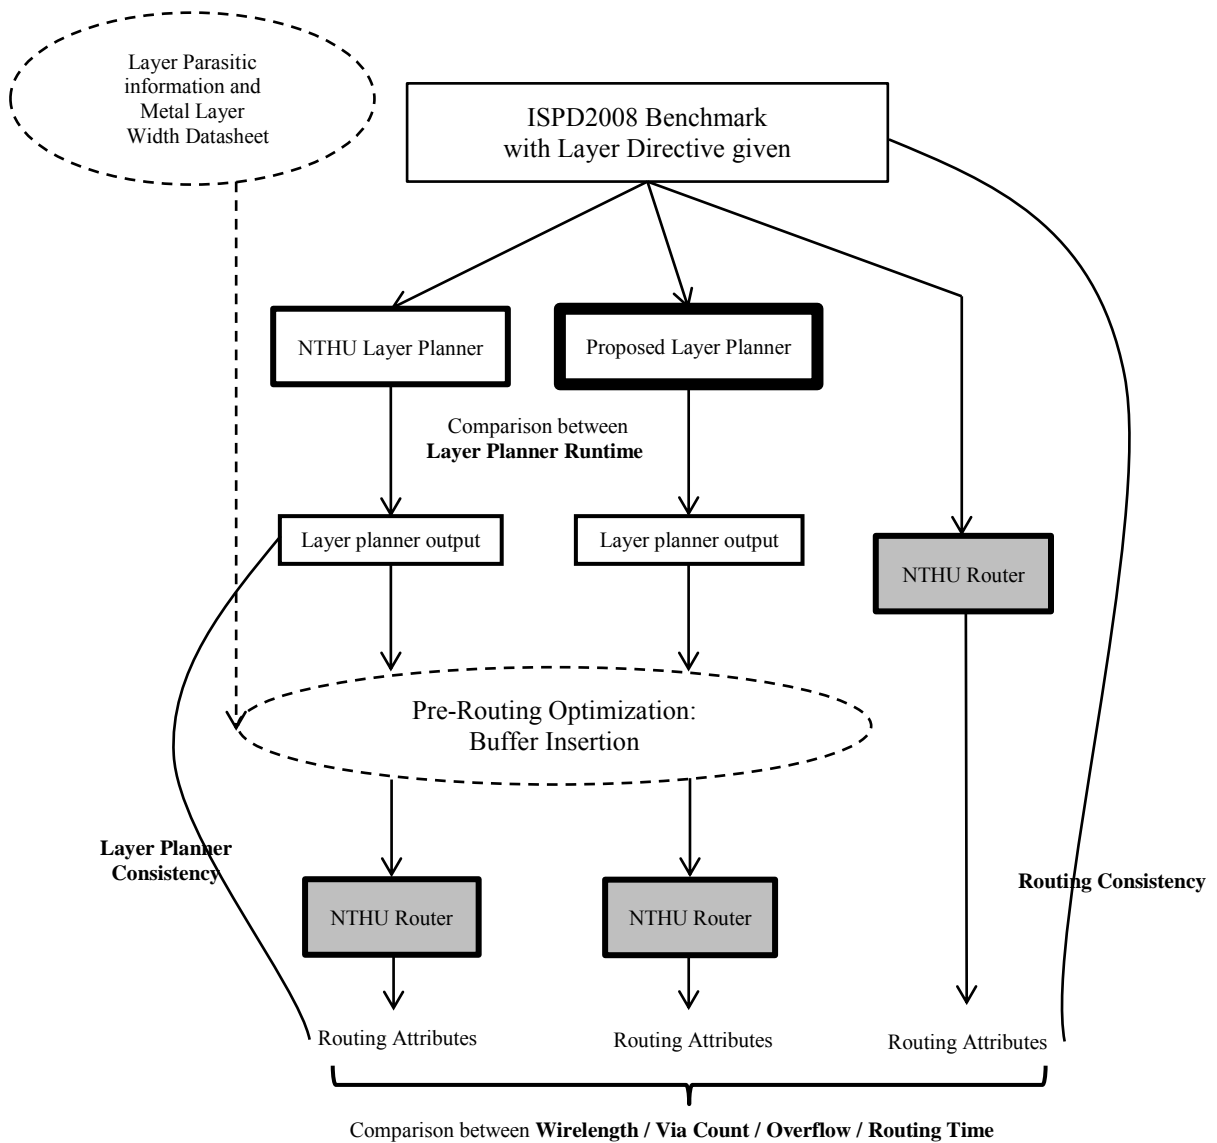 Layer Parasitic
information and
Metal Layer
Width Datasheet
ISPD2008 Benchmark
with Layer Directive given
NTHU Layer Planner
Proposed Layer Planner
Comparison between
Layer Planner Runtime
Layer planner output
Layer planner output
NTHU Router
Pre-Routing Optimization:
Buffer Insertion
Layer Planner
Consistency
Routing Consistency
NTHU Router
NTHU Router
Routing Attributes
Routing Attributes
Routing Attributes
Comparison between Wirelength / Via Count / Overflow / Routing Time